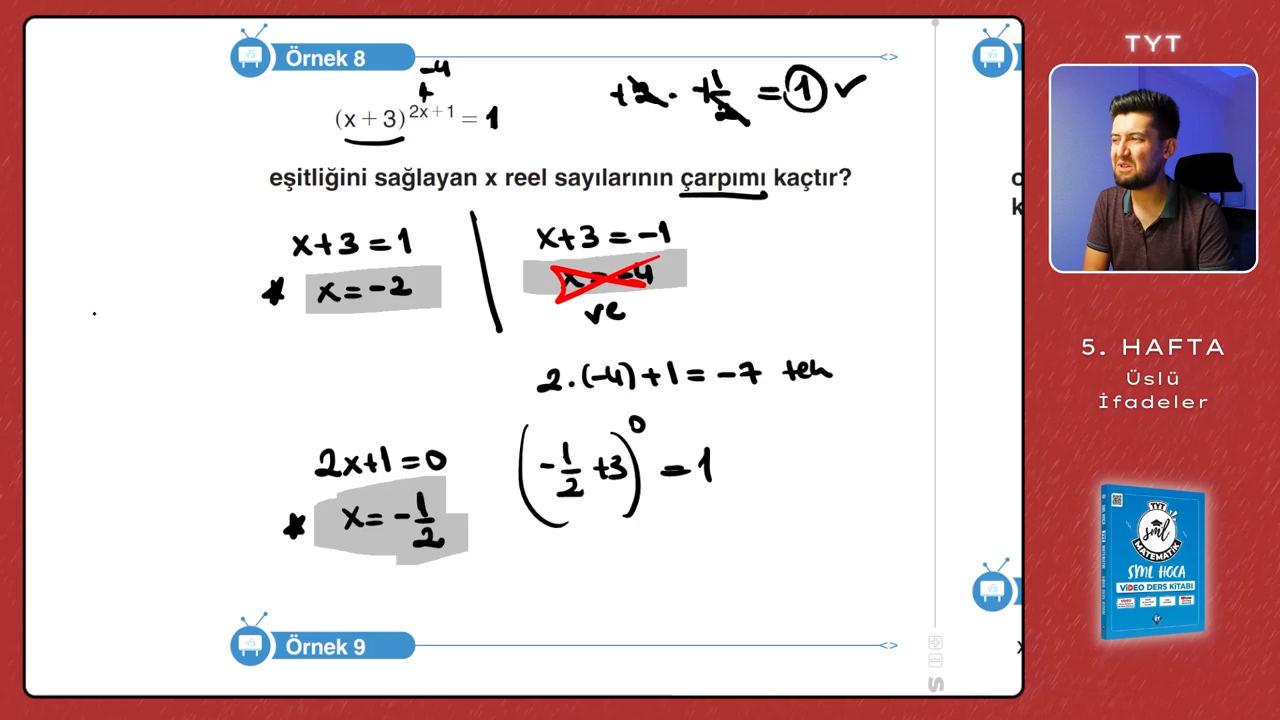 Örnek 8
-4
(x + 3)^2x + 1 = 1
+2 · +1/2 = 1 ✓
eşitliğini sağlayan x reel sayılarının çarpımı kaçtır?
x+3 = 1
* x = -2
x+3 = -1
x = -4
ve
2.(-4)+1 = -7 tek
2x+1 = 0
* x = -1/2
(-1/2 +3)^0 = 1
Örnek 9
TYT
5. HAFTA
Üslü
İfadeler
TYT
sml
MATEMATİK
SML HOCA
VİDEO DERS KİTABI